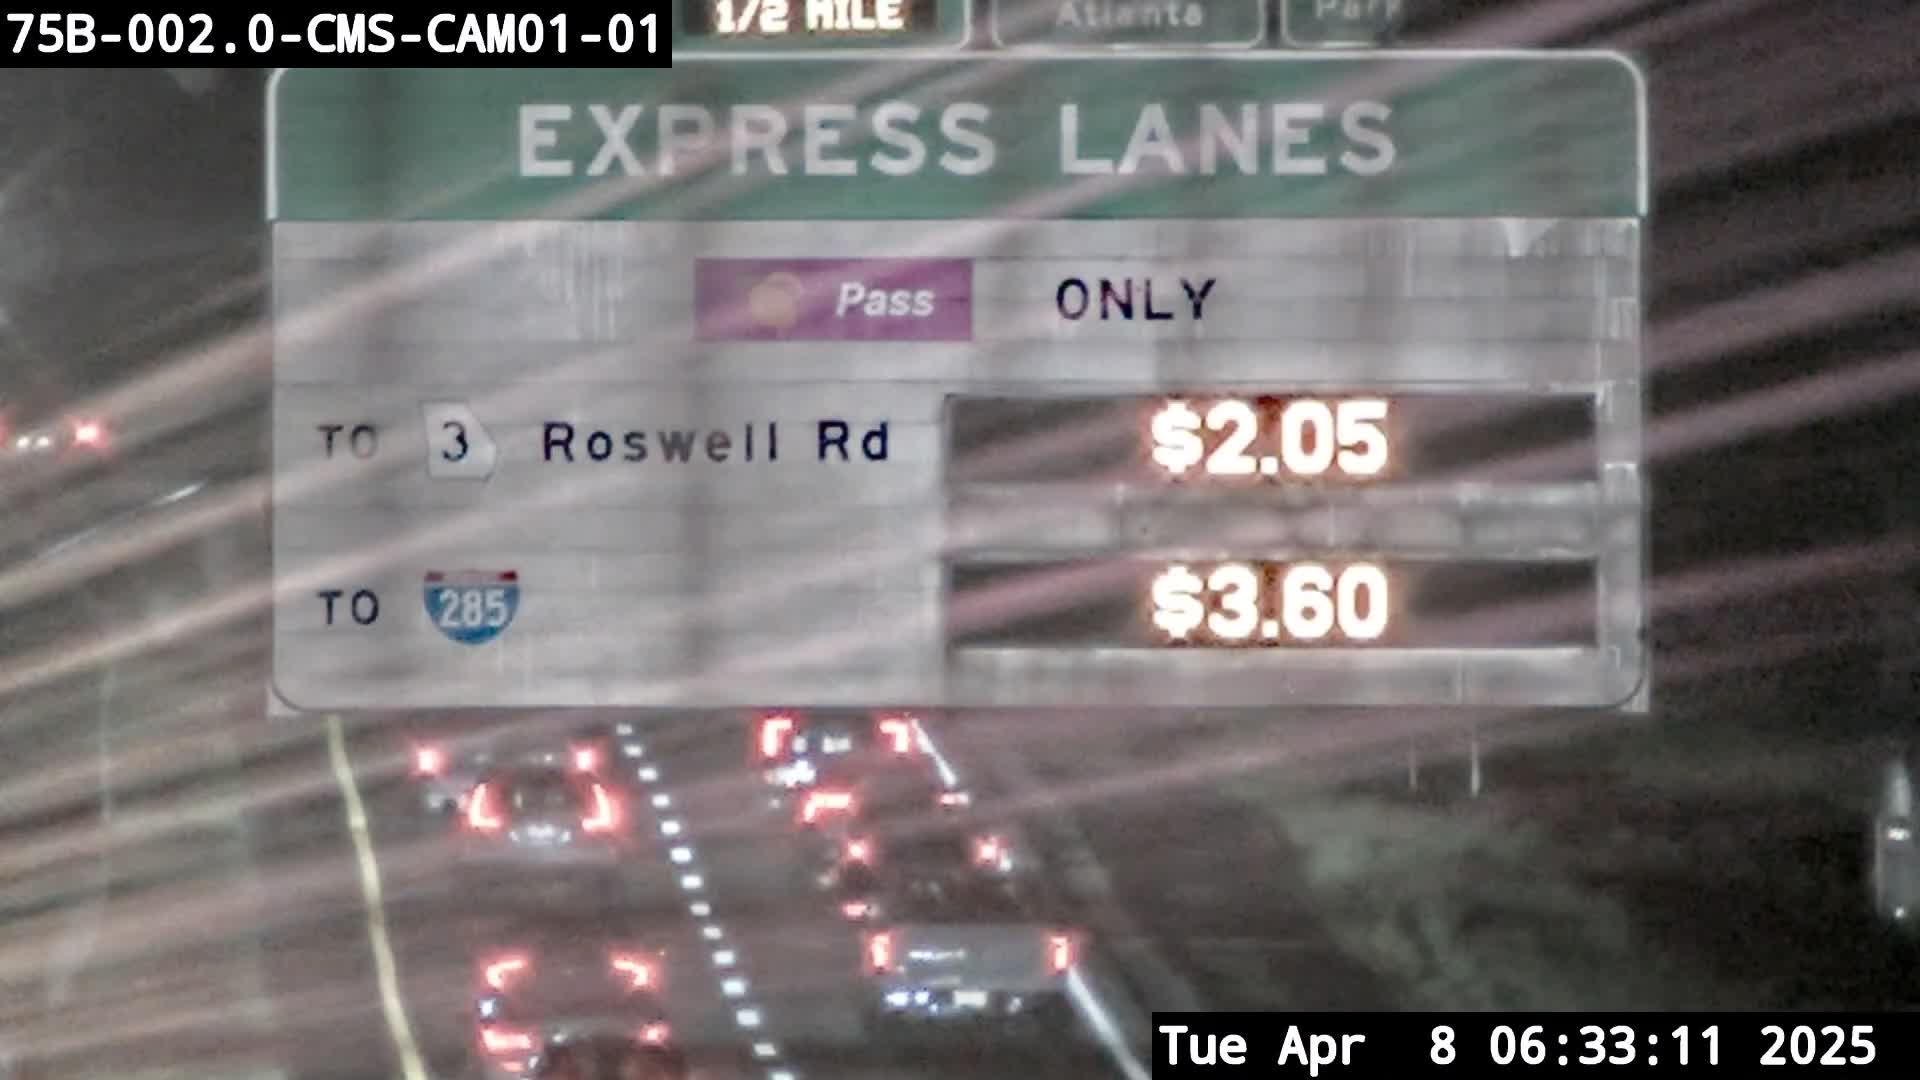 75B-002.0-CMS-CAM01-01
1/2 MILE
Atlanta
Park
EXPRESS LANES
Pass ONLY
TO 3 Roswell Rd $2.05
TO 285 $3.60
Tue Apr 8 06:33:11 2025